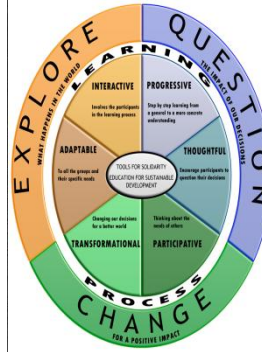 EXPLORE
WHAT HAPPENS IN THE WORLD
QUESTION
THE IMPACT OF OUR DECISIONS
LEARNING
INTERACTIVE
Involves the participants
in the learning process
PROGRESSIVE
Step by step learning from
a general to a more concrete
understanding
ADAPTABLE
To all the groups and
their specific needs
THOUGHTFUL
Encourage participants to
question their decisions
TOOLS FOR SOLIDARITY
EDUCATION FOR SUSTAINABLE
DEVELOPMENT
Changing our decisions
for a better world
TRANSFORMATIONAL
Thinking about the
needs of others
PARTICIPATIVE
PROCESS
CHANGE
FOR A POSITIVE IMPACT